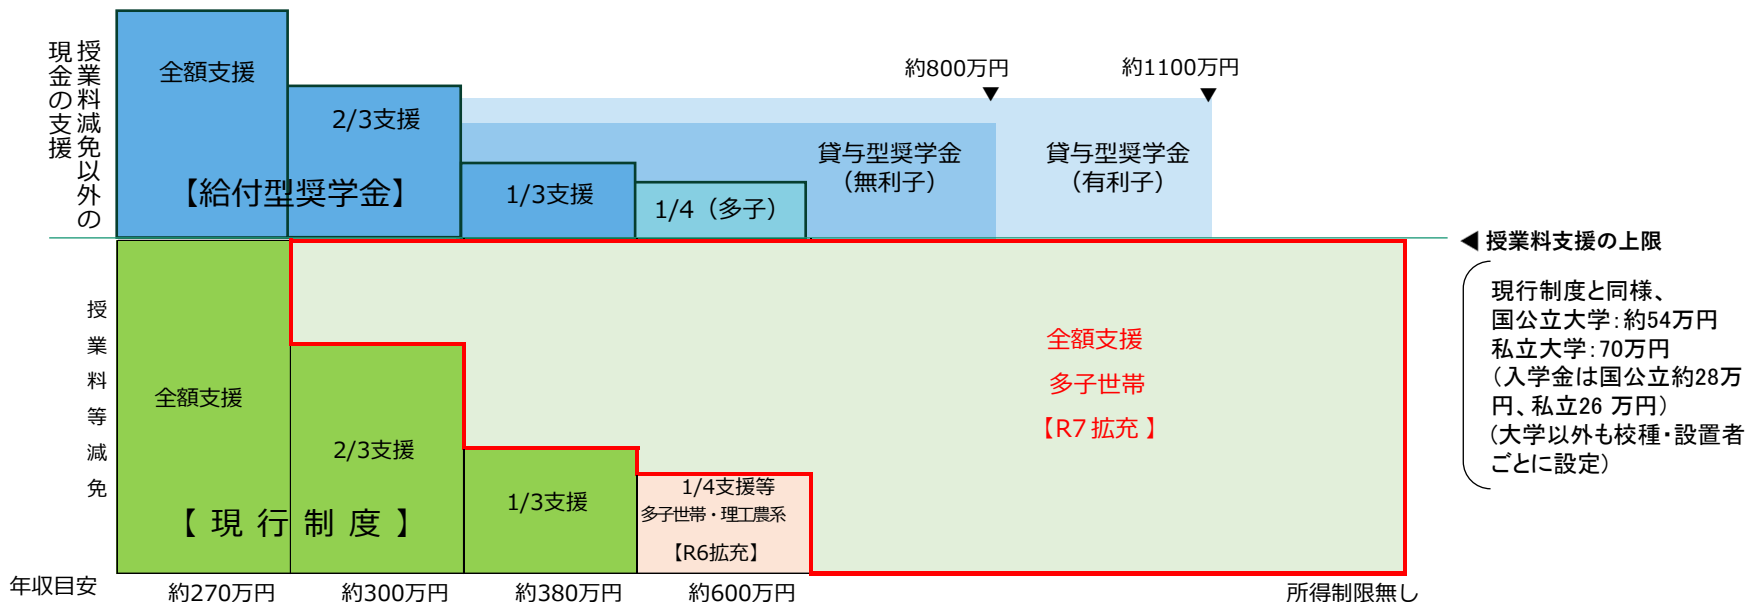 授業料減免以外の
現金の支援
全額支援
2/3支援
【給付型奨学金】
1/3支援
1/4（多子）
約800万円
約1100万円
貸与型奨学金
（無利子）
貸与型奨学金
（有利子）
◀ 授業料支援の上限
現行制度と同様、
国公立大学：約54万円
私立大学：70万円
（入学金は国公立約28万
円、私立26 万円）
（大学以外も校種・設置者
ごとに設定）
授業料等減免
全額支援
2/3支援
【 現 行 制 度 】
1/3支援
1/4支援等
多子世帯・理工農系
【R6拡充】
全額支援
多子世帯
【R7拡充 】
年収目安
約270万円
約300万円
約380万円
約600万円
所得制限無し